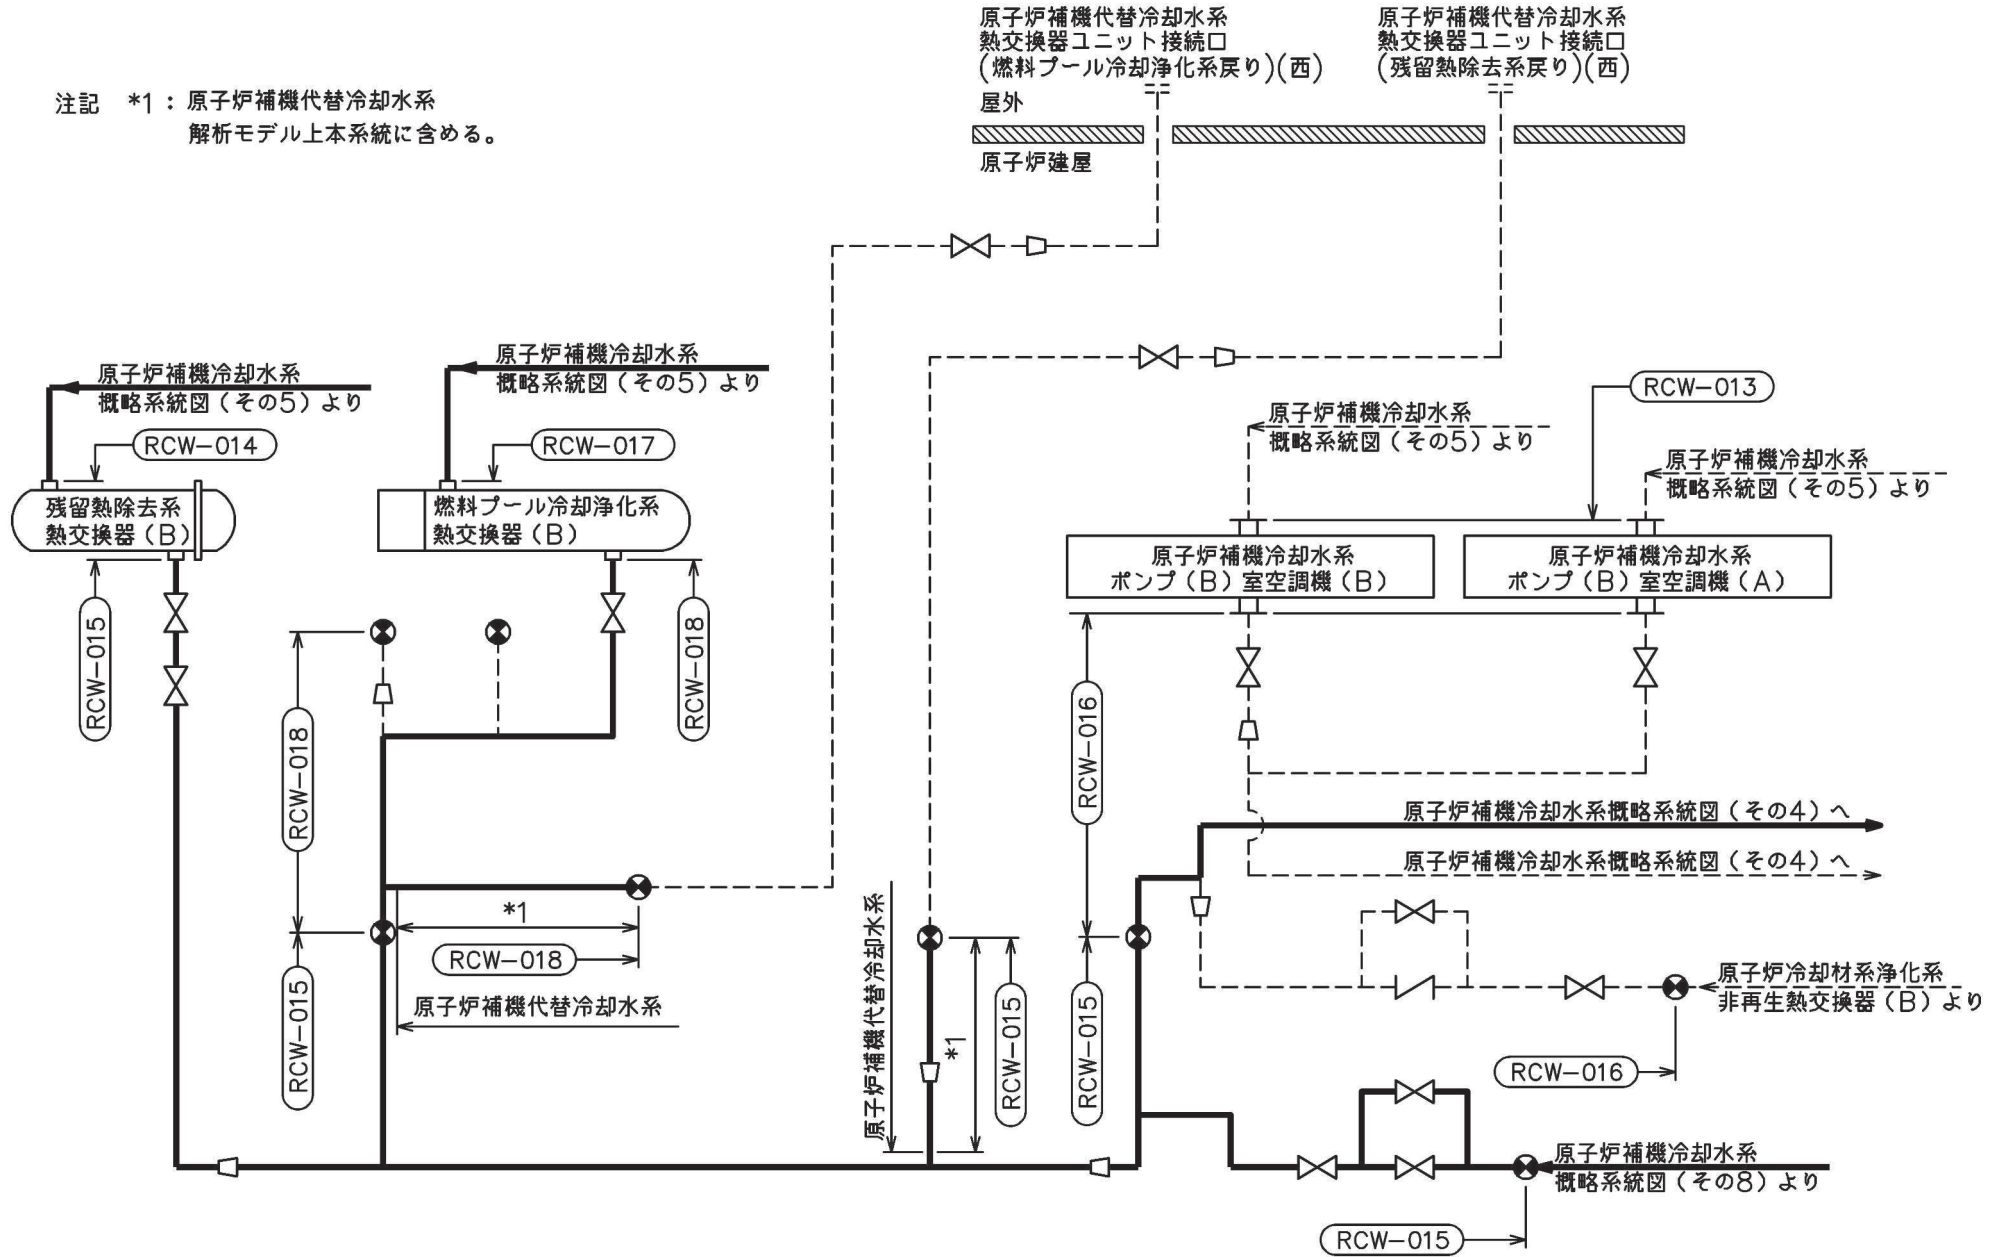 原子炉補機代替冷却水系
熱交換器ユニット接続口
(燃料プール冷却浄化系戻り)(西)
原子炉補機代替冷却水系
熱交換器ユニット接続口
(残留熱除去系戻り)(西)
注記 *1：原子炉補機代替冷却水系
解析モデル上本系統に含める。
屋外
原子炉建屋
原子炉補機冷却水系
概略系統図(その5)より
原子炉補機冷却水系
概略系統図(その5)より
RCW-013
原子炉補機冷却水系
概略系統図(その5)より
原子炉補機冷却水系
概略系統図(その5)より
RCW-014
RCW-017
残留熱除去系
熱交換器(B)
燃料プール冷却浄化系
熱交換器(B)
原子炉補機冷却水系
ポンプ(B)室空調機(B)
原子炉補機冷却水系
ポンプ(B)室空調機(A)
RCW-015
RCW-018
RCW-018
RCW-016
原子炉補機冷却水系概略系統図(その4)へ
原子炉補機冷却水系概略系統図(その4)へ
*1
RCW-018
原子炉補機代替冷却水系
RCW-015
原子炉補機代替冷却水系
*1
RCW-015
RCW-015
原子炉冷却材系浄化系
非再生熱交換器(B)より
RCW-016
原子炉補機冷却水系
概略系統図(その8)より
RCW-015